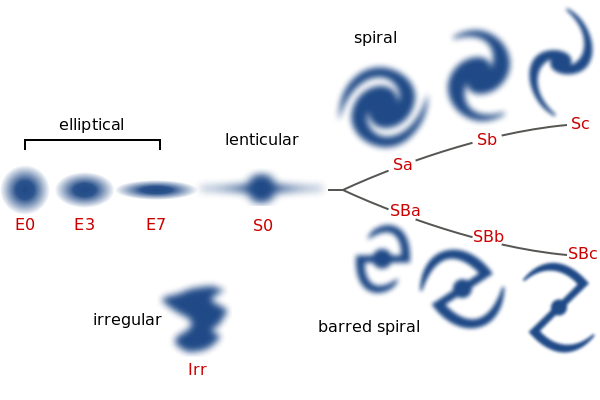 spiral
elliptical
lenticular
Sa
Sb
Sc
E0
E3
E7
S0
SBa
SBb
SBc
irregular
Irr
barred spiral